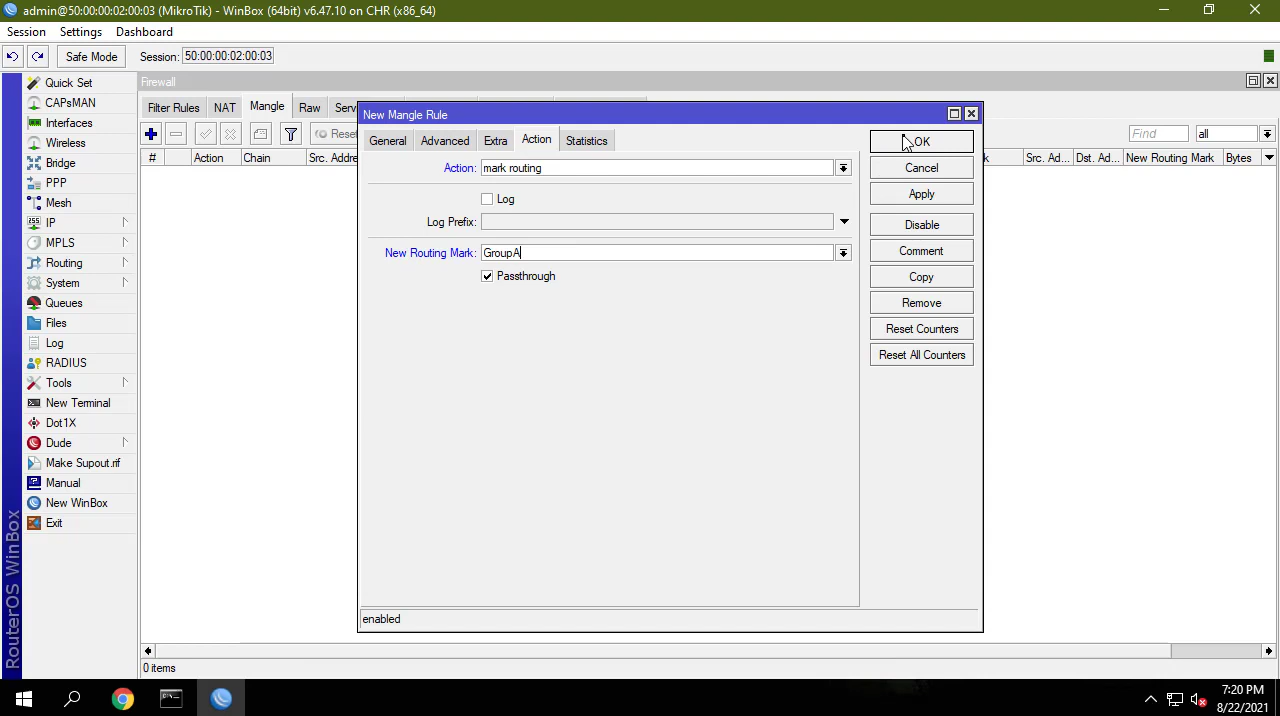 admin@50:00:00:02:00:03 (MikroTik) - WinBox (64bit) v6.47.10 on CHR (x86_64)
Session Settings Dashboard
Safe Mode Session: 50:00:00:02:00:03
Quick Set
CAPsMAN
Interfaces
Wireless
Bridge
PPP
Mesh
IP
MPLS
Routing
System
Queues
Files
Log
RADIUS
Tools
New Terminal
Dot1X
Dude
Make Supout.rif
Manual
New WinBox
Exit
RouterOS WinBox
Firewall
Filter Rules NAT Mangle Raw Serv
Reset Find all
# Action Chain Src. Addre Src. Ad... Dst. Ad... New Routing Mark Bytes
New Mangle Rule
General Advanced Extra Action Statistics
Action: mark routing
Log
Log Prefix:
New Routing Mark: GroupA
Passthrough
OK
Cancel
Apply
Disable
Comment
Copy
Remove
Reset Counters
Reset All Counters
enabled
0 items
7:20 PM
8/22/2021